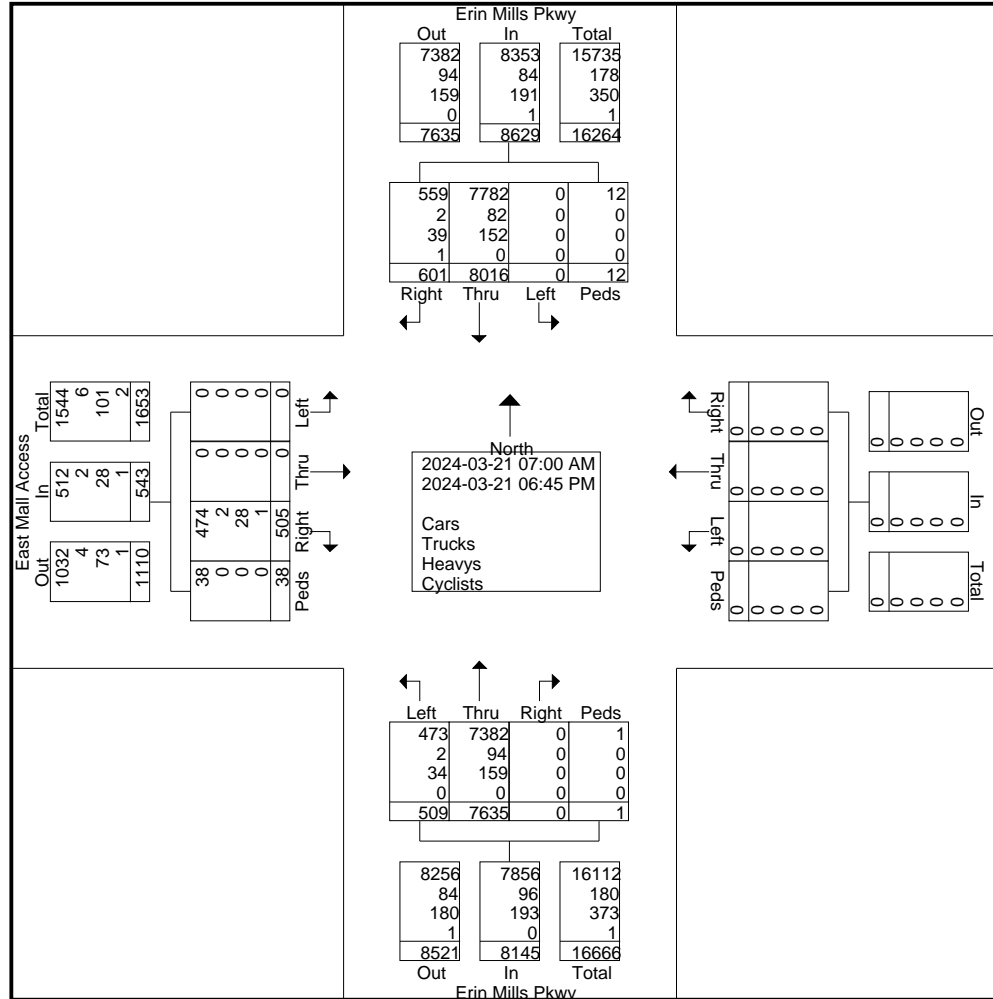 Erin Mills Pkwy
Out In Total
7382 8353 15735
94 84 178
159 191 350
0 1 1
7635 8629 16264
559 7782 0 12
2 82 0 0
39 152 0 0
1 0 0 0
601 8016 0 12
Right Thru Left Peds
East Mall Access
Total In Out
1544 512 1032
6 2 4
101 28 73
2 1 1
1653 543 1110
0 0 474 38
0 0 2 0
0 0 28 0
0 0 1 0
0 0 505 38
Left Thru Right Peds
North
2024-03-21 07:00 AM
2024-03-21 06:45 PM
Cars
Trucks
Heavys
Cyclists
Right Thru Left Peds
0 0 0 0
0 0 0 0
0 0 0 0
0 0 0 0
0 0 0 0
Out In Total
0 0 0
0 0 0
0 0 0
0 0 0
0 0 0
Left Thru Right Peds
473 7382 0 1
2 94 0 0
34 159 0 0
0 0 0 0
509 7635 0 1
8256 7856 16112
84 96 180
180 193 373
1 0 1
8521 8145 16666
Out In Total
Erin Mills Pkwy